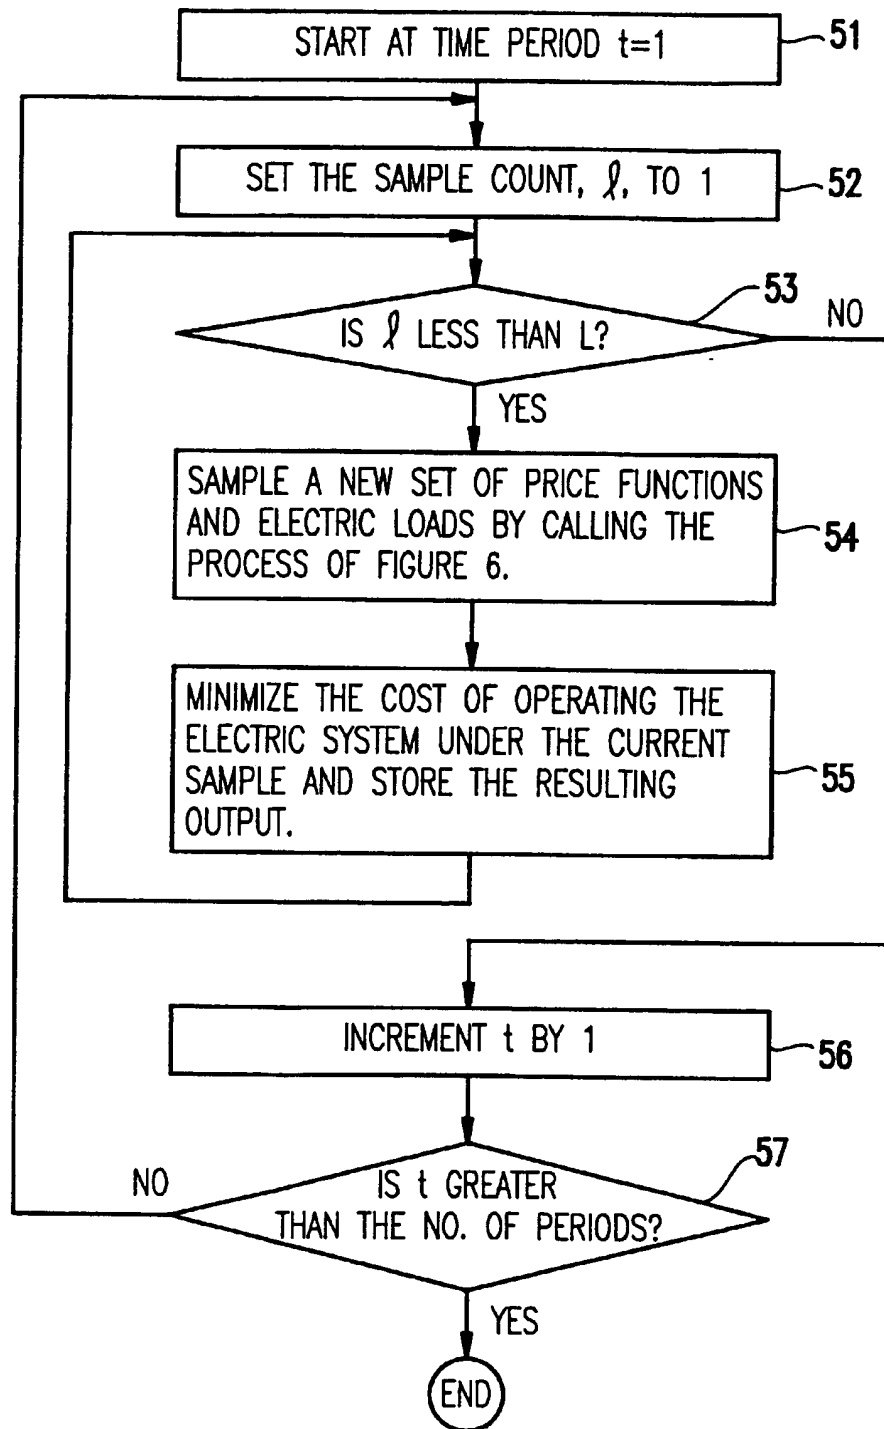 START AT TIME PERIOD t=1
51
SET THE SAMPLE COUNT, ℓ, TO 1
52
IS ℓ LESS THAN L?
53
NO
YES
SAMPLE A NEW SET OF PRICE FUNCTIONS
AND ELECTRIC LOADS BY CALLING THE
PROCESS OF FIGURE 6.
54
MINIMIZE THE COST OF OPERATING THE
ELECTRIC SYSTEM UNDER THE CURRENT
SAMPLE AND STORE THE RESULTING
OUTPUT.
55
INCREMENT t BY 1
56
57
NO
IS t GREATER
THAN THE NO. OF PERIODS?
YES
END